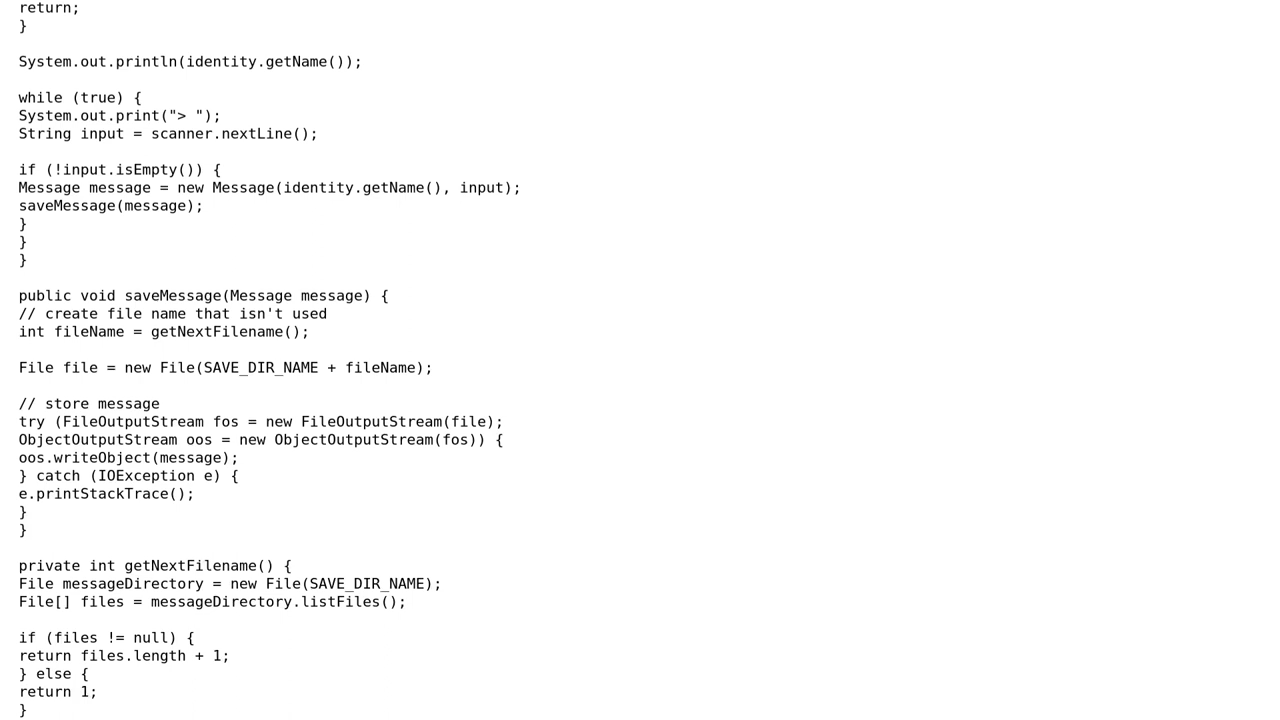 return;
}
System.out.println(identity.getName());
while (true) {
System.out.print("> ");
String input = scanner.nextLine();
if (!input.isEmpty()) {
Message message = new Message(identity.getName(), input);
saveMessage(message);
}
}
}
public void saveMessage(Message message) {
// create file name that isn't used
int fileName = getNextFilename();
File file = new File(SAVE_DIR_NAME + fileName);
// store message
try (FileOutputStream fos = new FileOutputStream(file);
ObjectOutputStream oos = new ObjectOutputStream(fos)) {
oos.writeObject(message);
} catch (IOException e) {
e.printStackTrace();
}
}
private int getNextFilename() {
File messageDirectory = new File(SAVE_DIR_NAME);
File[] files = messageDirectory.listFiles();
if (files != null) {
return files.length + 1;
} else {
return 1;
}